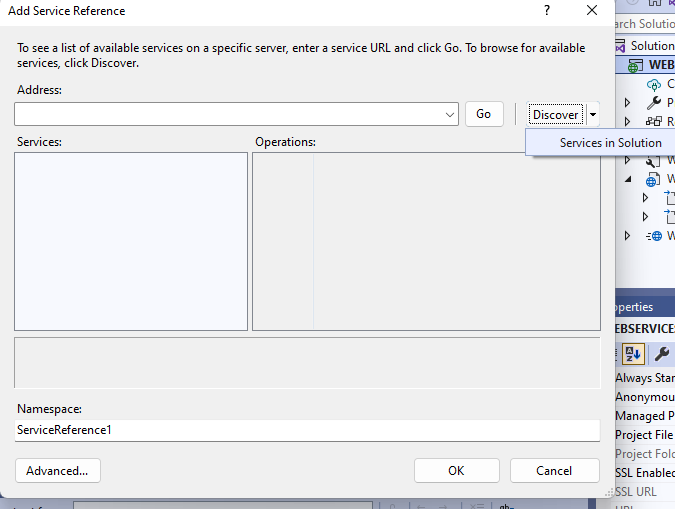 Add Service Reference
?
arch Solution
To see a list of available services on a specific server, enter a service URL and click Go. To browse for available
services, click Discover.
Solution
WEB
Address:
C
P
Go
Discover
R
Services:
Operations:
Services in Solution
W
W
W
operties
EBSERVICES
Always Star
Anonymou
Managed P
Project File
Project Fold
SSL Enabled
SSL URL
URL
Namespace:
ServiceReference1
Advanced...
OK
Cancel